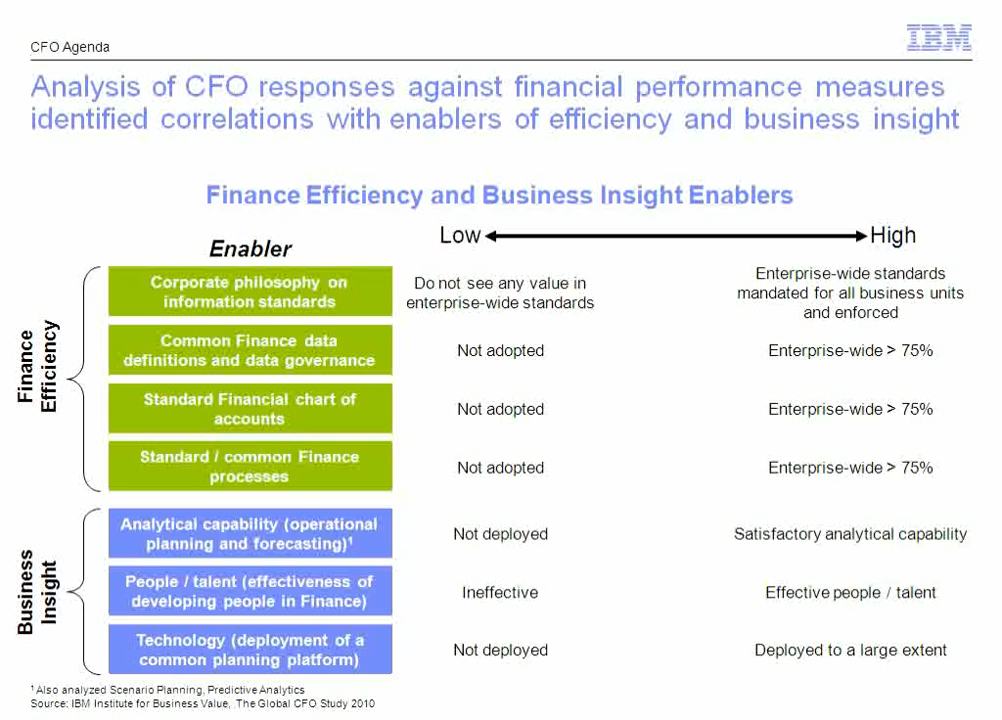 CFO Agenda
IBM
Analysis of CFO responses against financial performance measures
identified correlations with enablers of efficiency and business insight
Finance Efficiency and Business Insight Enablers
Enabler
Low
High
Finance
Efficiency
Corporate philosophy on
information standards
Do not see any value in
enterprise-wide standards
Enterprise-wide standards
mandated for all business units
and enforced
Common Finance data
definitions and data governance
Not adopted
Enterprise-wide > 75%
Standard Financial chart of
accounts
Not adopted
Enterprise-wide > 75%
Standard / common Finance
processes
Not adopted
Enterprise-wide > 75%
Business
Insight
Analytical capability (operational
planning and forecasting)¹
Not deployed
Satisfactory analytical capability
People / talent (effectiveness of
developing people in Finance)
Ineffective
Effective people / talent
Technology (deployment of a
common planning platform)
Not deployed
Deployed to a large extent
¹ Also analyzed Scenario Planning, Predictive Analytics
Source: IBM Institute for Business Value, The Global CFO Study 2010